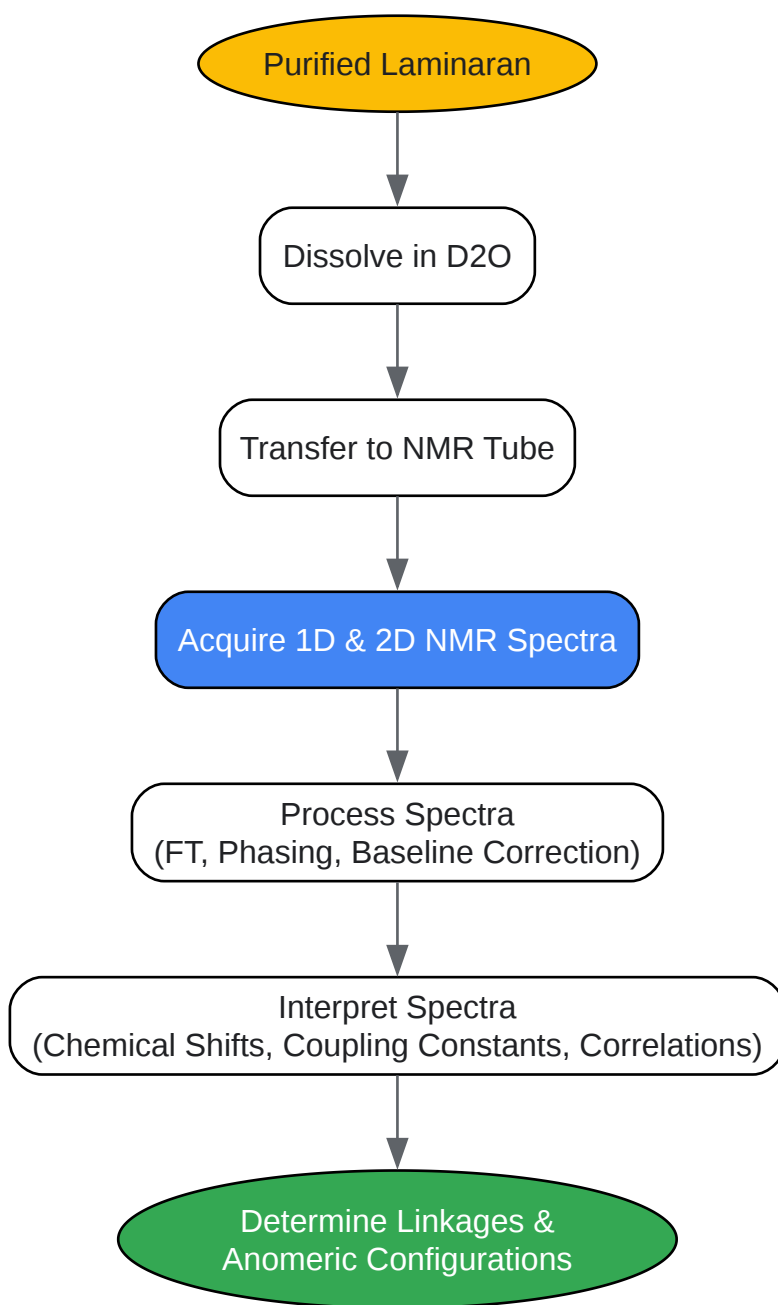 Purified Laminaran
Dissolve in D2O
Transfer to NMR Tube
Acquire 1D & 2D NMR Spectra
Process Spectra
(FT, Phasing, Baseline Correction)
Interpret Spectra
(Chemical Shifts, Coupling Constants, Correlations)
Determine Linkages &
Anomeric Configurations